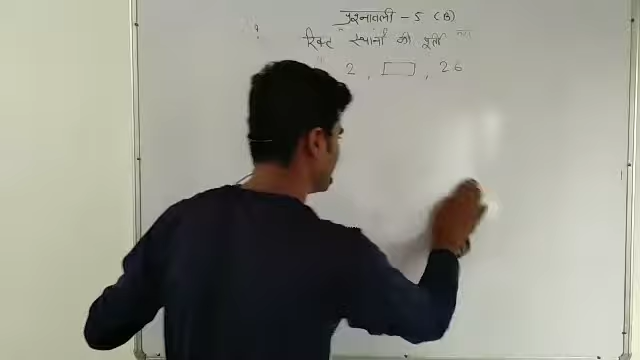 प्रश्नावली - 5 (B)
रिक्त स्थानों की पूर्ति
2 , , 26